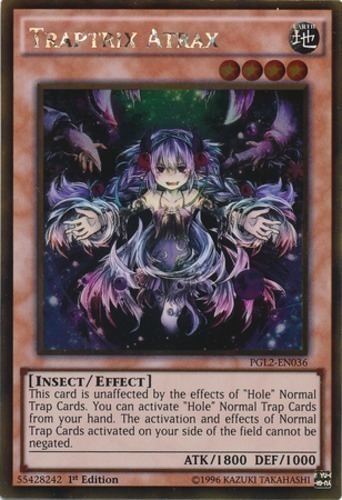 TRAPTRIX ATRAX
EARTH
地
PGL2-EN036
[INSECT/EFFECT]
This card is unaffected by the effects of "Hole" Normal
Trap Cards. You can activate "Hole" Normal Trap Cards
from your hand. The activation and effects of Normal
Trap Cards activated on your side of the field cannot be
negated.
ATK/1800 DEF/1000
55428242 1st Edition ©1996 KAZUKI TAKAHASHI